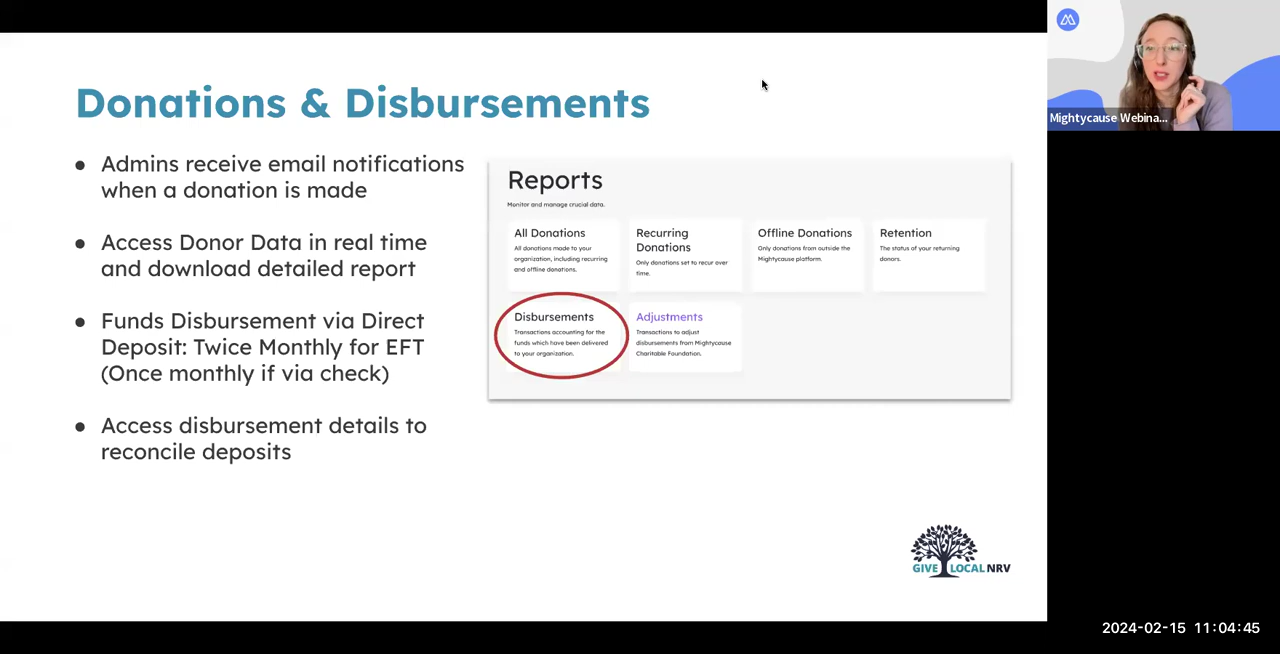 Donations & Disbursements
● Admins receive email notifications
when a donation is made
● Access Donor Data in real time
and download detailed report
● Funds Disbursement via Direct
Deposit: Twice Monthly for EFT
(Once monthly if via check)
● Access disbursement details to
reconcile deposits
Reports
Monitor and manage crucial data.
All Donations
All donations made to your
organization, including recurring
and offline donations.
Recurring
Donations
Only donations set to recur over
time.
Offline Donations
Only donations from outside the
Mightycause platform.
Retention
The status of your returning
donors.
Disbursements
Transactions accounting for the
funds which have been delivered
to your organization.
Adjustments
Transactions to adjust
disbursements from Mightycause
Charitable Foundation.
GIVE LOCAL NRV
Mightycause Webina...
2024-02-15 11:04:45